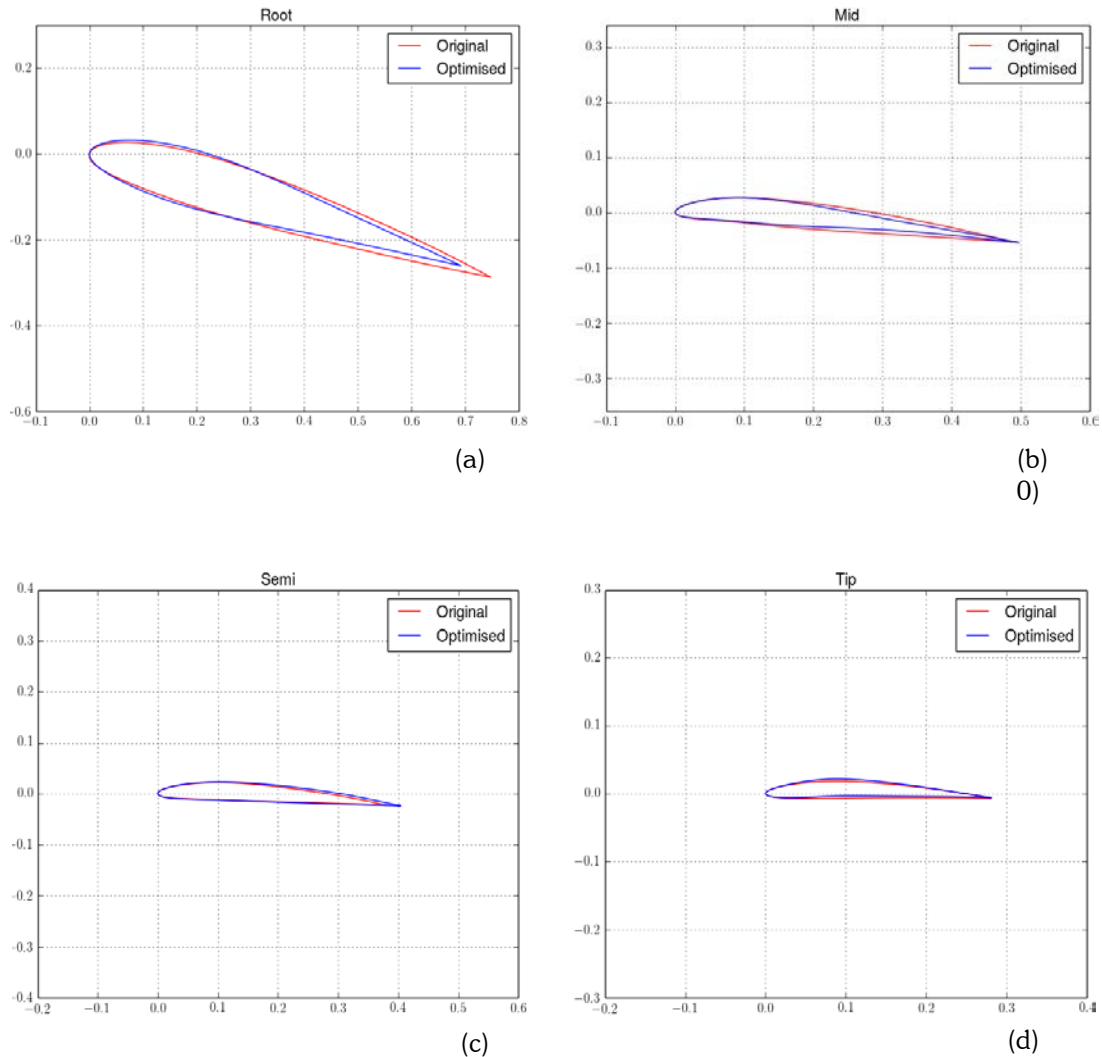 Root
Original
Optimised
0.2
0.0
-0.2
-0.4
-0.6
−0.1 0.0 0.1 0.2 0.3 0.4 0.5 0.6 0.7 0.8
(a)
Mid
Original
Optimised
0.3
0.2
0.1
0.0
−0.1
−0.2
−0.3
−0.1 0.0 0.1 0.2 0.3 0.4 0.5 0.6
(b)
0)
Semi
Original
Optimised
0.4
0.3
0.2
0.1
0.0
-0.1
-0.2
-0.3
-0.4
−0.2 −0.1 0.0 0.1 0.2 0.3 0.4 0.5 0.6
(c)
Tip
Original
Optimised
0.3
0.2
0.1
0.0
−0.1
−0.2
−0.3
−0.2 −0.1 0.0 0.1 0.2 0.3 0.4
(d)